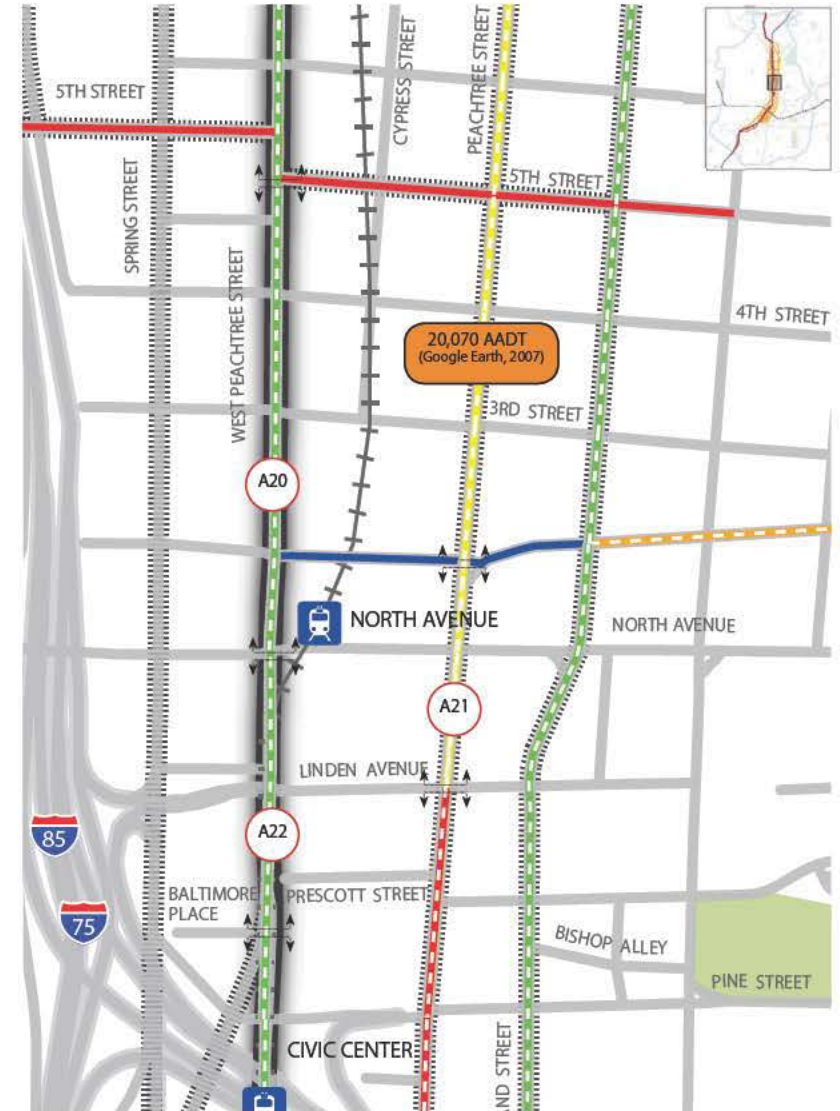 CYPRESS STREET
PEACHTREE STREET
5TH STREET
SPRING STREET
5TH STREET
WEST PEACHTREE STREET
4TH STREET
20,070 AADT
(Google Earth, 2007)
3RD STREET
A20
NORTH AVENUE
NORTH AVENUE
A21
LINDEN AVENUE
A22
85
BALTIMORE
PLACE
PRESCOTT STREET
75
BISHOP ALLEY
PINE STREET
CIVIC CENTER
ND STREET